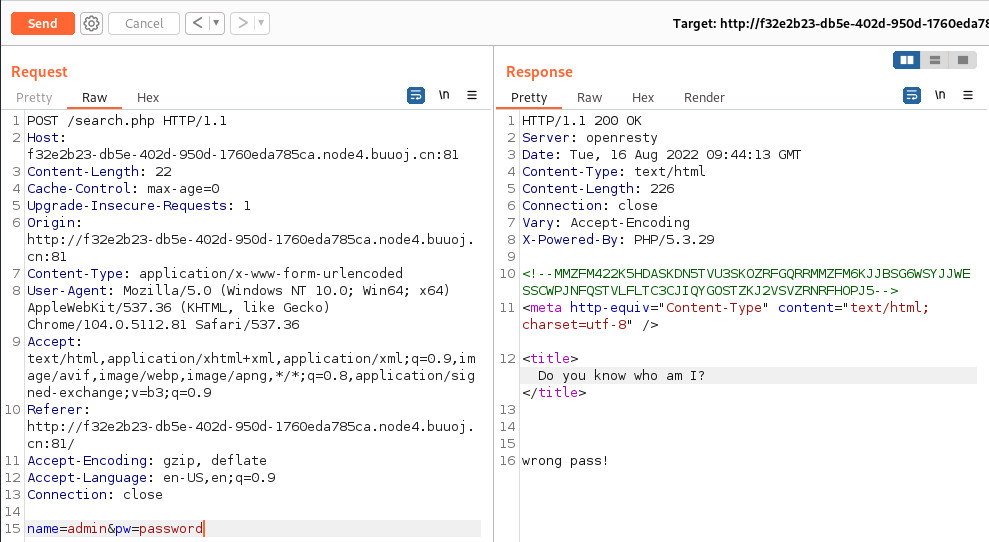 Send
Cancel
Target: http://f32e2b23-db5e-402d-950d-1760eda78
Request
Pretty Raw Hex
\n
1 POST /search.php HTTP/1.1
2 Host:
f32e2b23-db5e-402d-950d-1760eda785ca.node4.buuoj.cn:81
3 Content-Length: 22
4 Cache-Control: max-age=0
5 Upgrade-Insecure-Requests: 1
6 Origin:
http://f32e2b23-db5e-402d-950d-1760eda785ca.node4.buuoj.
cn:81
7 Content-Type: application/x-www-form-urlencoded
8 User-Agent: Mozilla/5.0 (Windows NT 10.0; Win64; x64)
AppleWebKit/537.36 (KHTML, like Gecko)
Chrome/104.0.5112.81 Safari/537.36
9 Accept:
text/html,application/xhtml+xml,application/xml;q=0.9,im
age/avif,image/webp,image/apng,*/*;q=0.8,application/sig
ned-exchange;v=b3;q=0.9
10 Referer:
http://f32e2b23-db5e-402d-950d-1760eda785ca.node4.buuoj.
cn:81/
11 Accept-Encoding: gzip, deflate
12 Accept-Language: en-US,en;q=0.9
13 Connection: close
14
15 name=admin&pw=password
Response
Pretty Raw Hex Render
\n
1 HTTP/1.1 200 OK
2 Server: openresty
3 Date: Tue, 16 Aug 2022 09:44:13 GMT
4 Content-Type: text/html
5 Content-Length: 226
6 Connection: close
7 Vary: Accept-Encoding
8 X-Powered-By: PHP/5.3.29
9
10 <!--MMZFM422K5HDASKDN5TVU3SKOZRFGQRRMMZFM6KJJBSG6WSYJJWE
SSCWPJNFQSTVLFLTC3CJIQYGOSTZKJ2VSVZRNRFHOPJ5-->
11 <meta http-equiv="Content-Type" content="text/html;
charset=utf-8" />
12 <title>
Do you know who am I?
</title>
13
14
15
16 wrong pass!